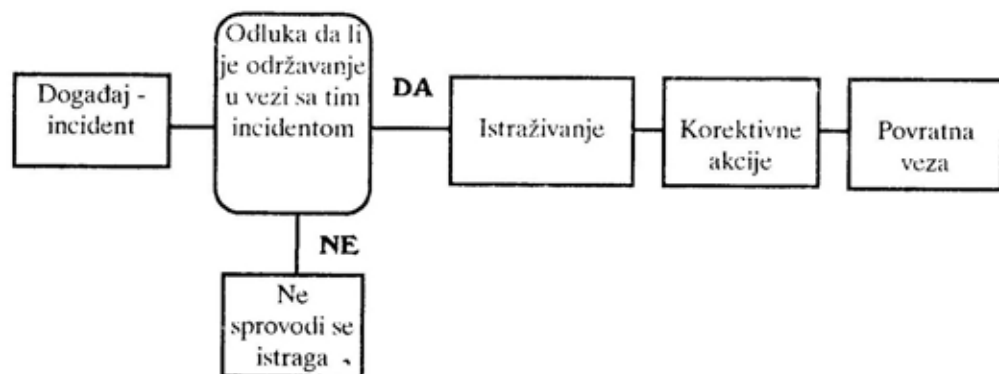 Događaj -
incident
Odluka da li
je održavanje
u vezi sa tim
incidentom
DA
Istraživanje
Korektivne
akcije
Povratna
veza
NE
Ne
sprovodi se
istraga